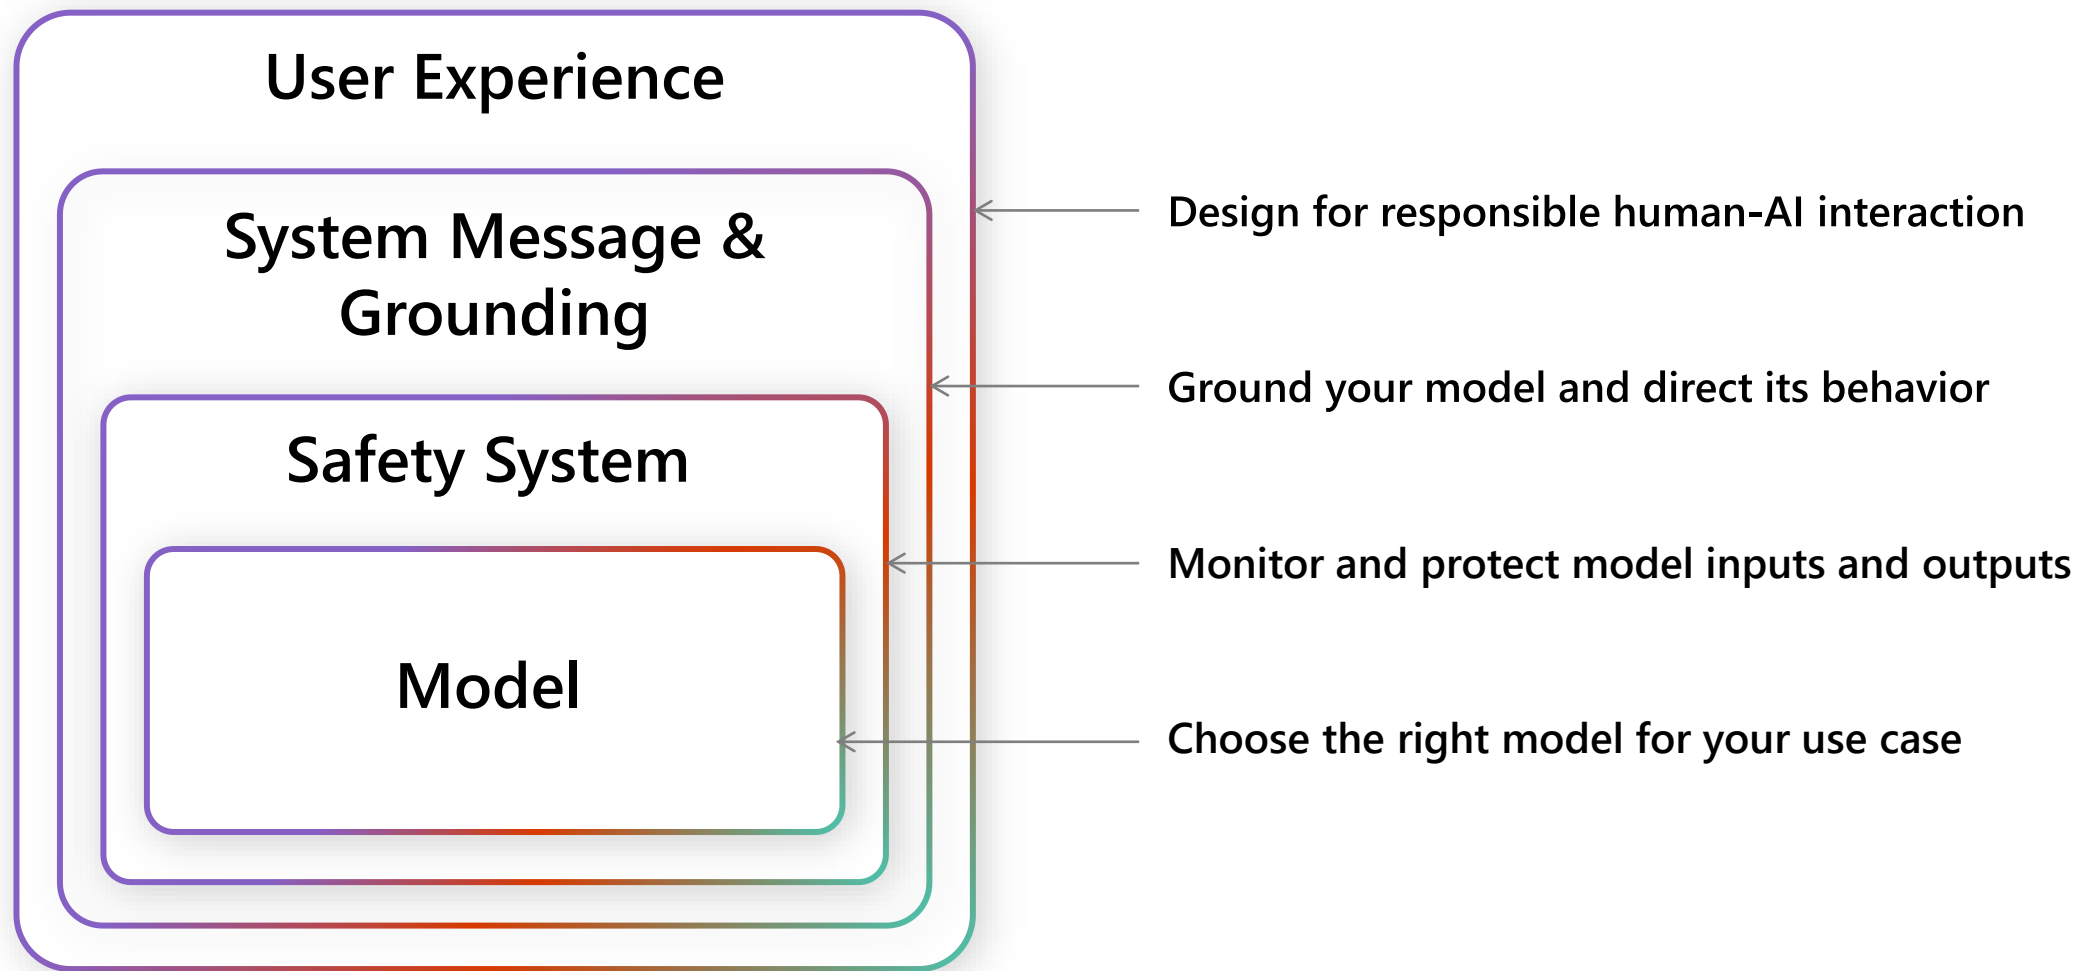 User Experience
System Message &
Grounding
Safety System
Model
Design for responsible human-AI interaction
Ground your model and direct its behavior
Monitor and protect model inputs and outputs
Choose the right model for your use case